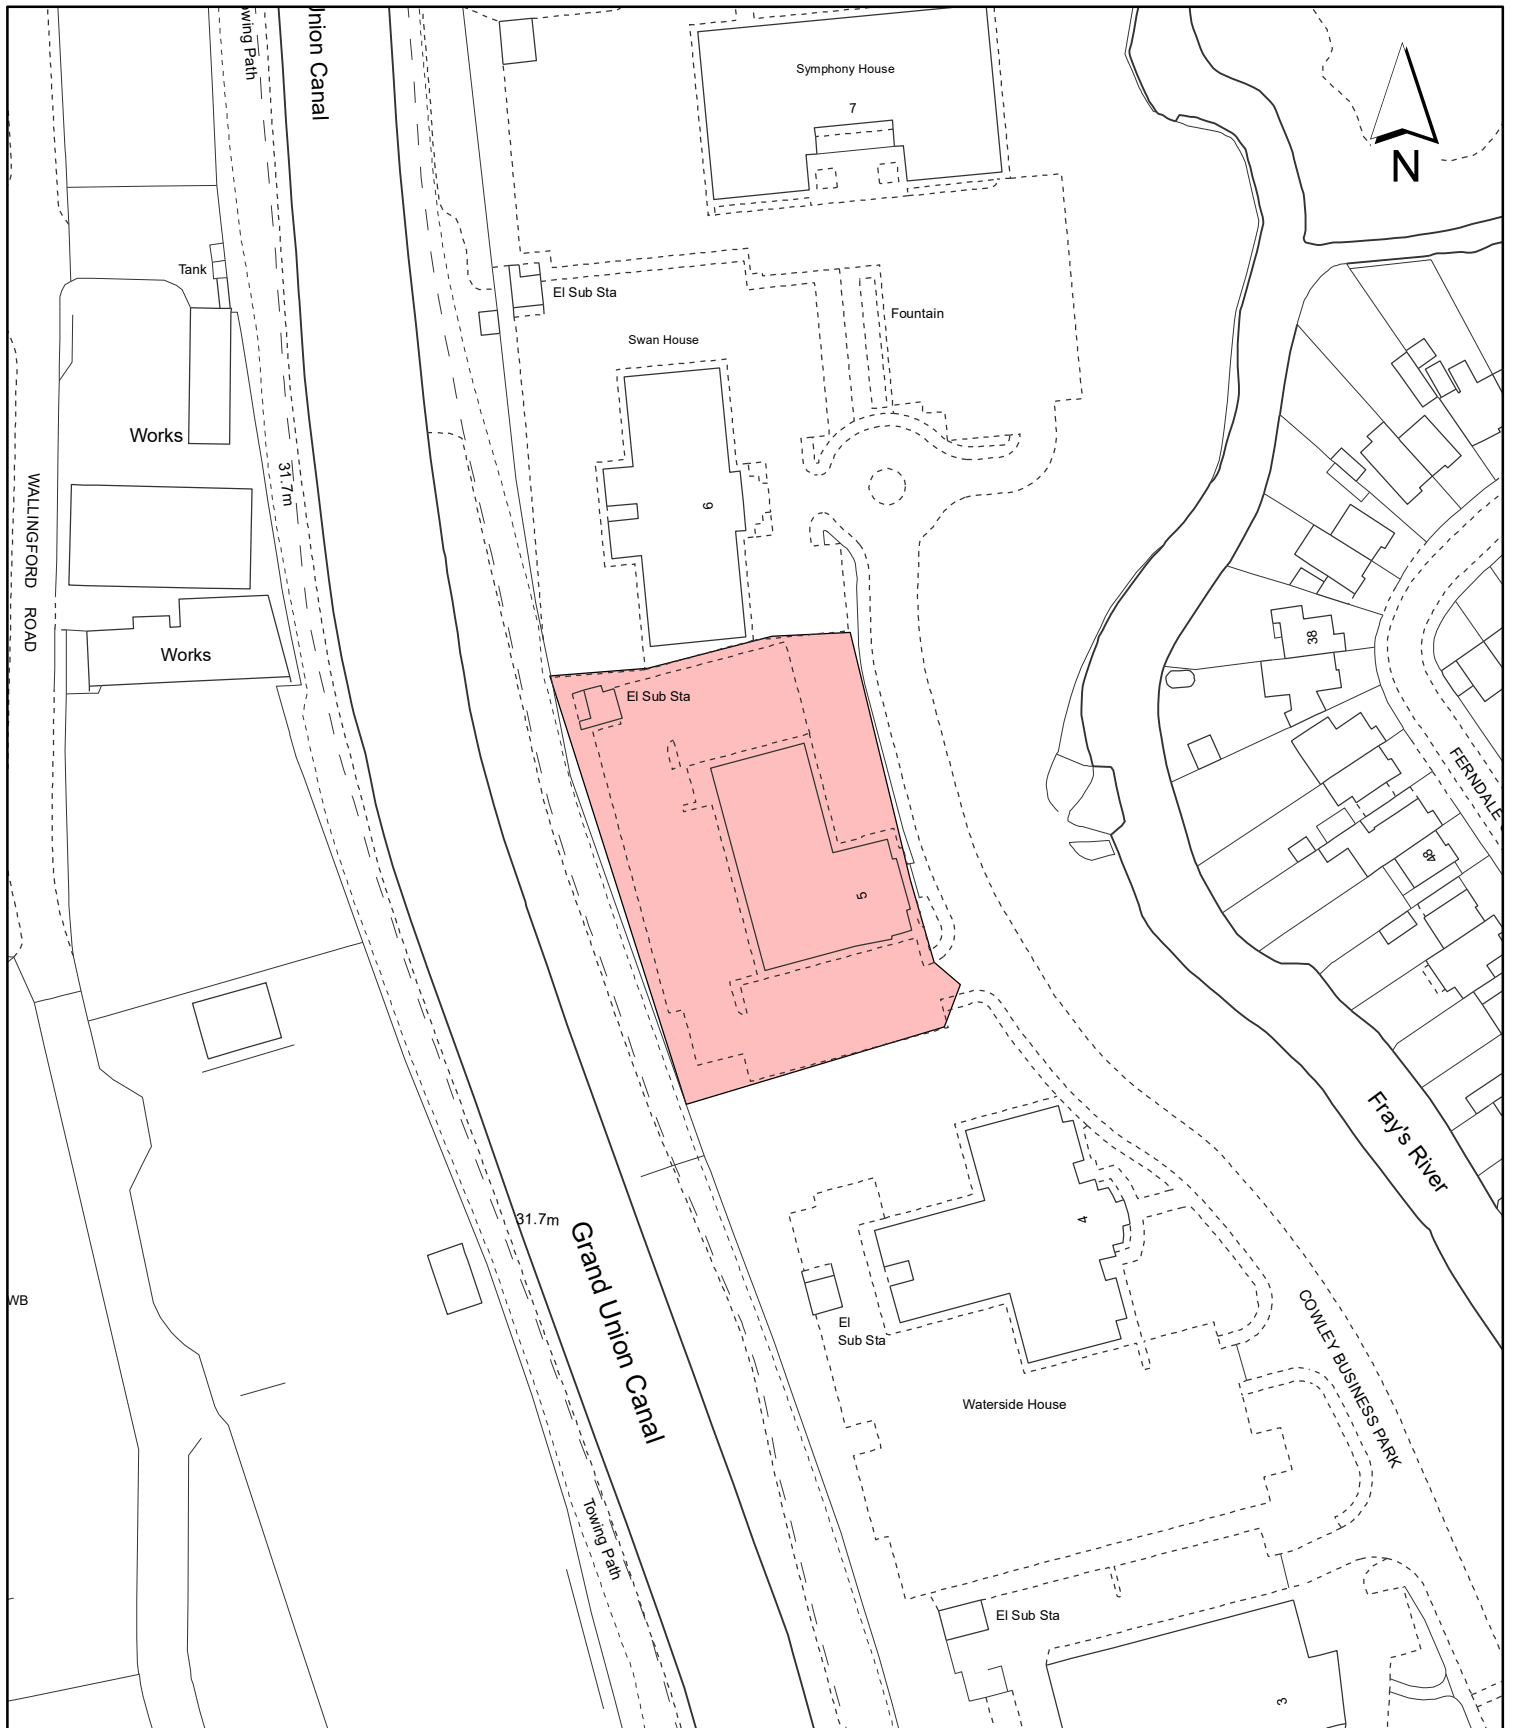 Union Canal
owing Path
Symphony House
7
N
Tank
El Sub Sta
Fountain
Swan House
Works
31.7m
WALLINGFORD ROAD
6
Works
38
El Sub Sta
FERNDALE
48
5
Fray's River
31.7m
4
Grand Union Canal
WB
El
Sub Sta
COWLEY BUSINESS PARK
Waterside House
Towing Path
El Sub Sta
3